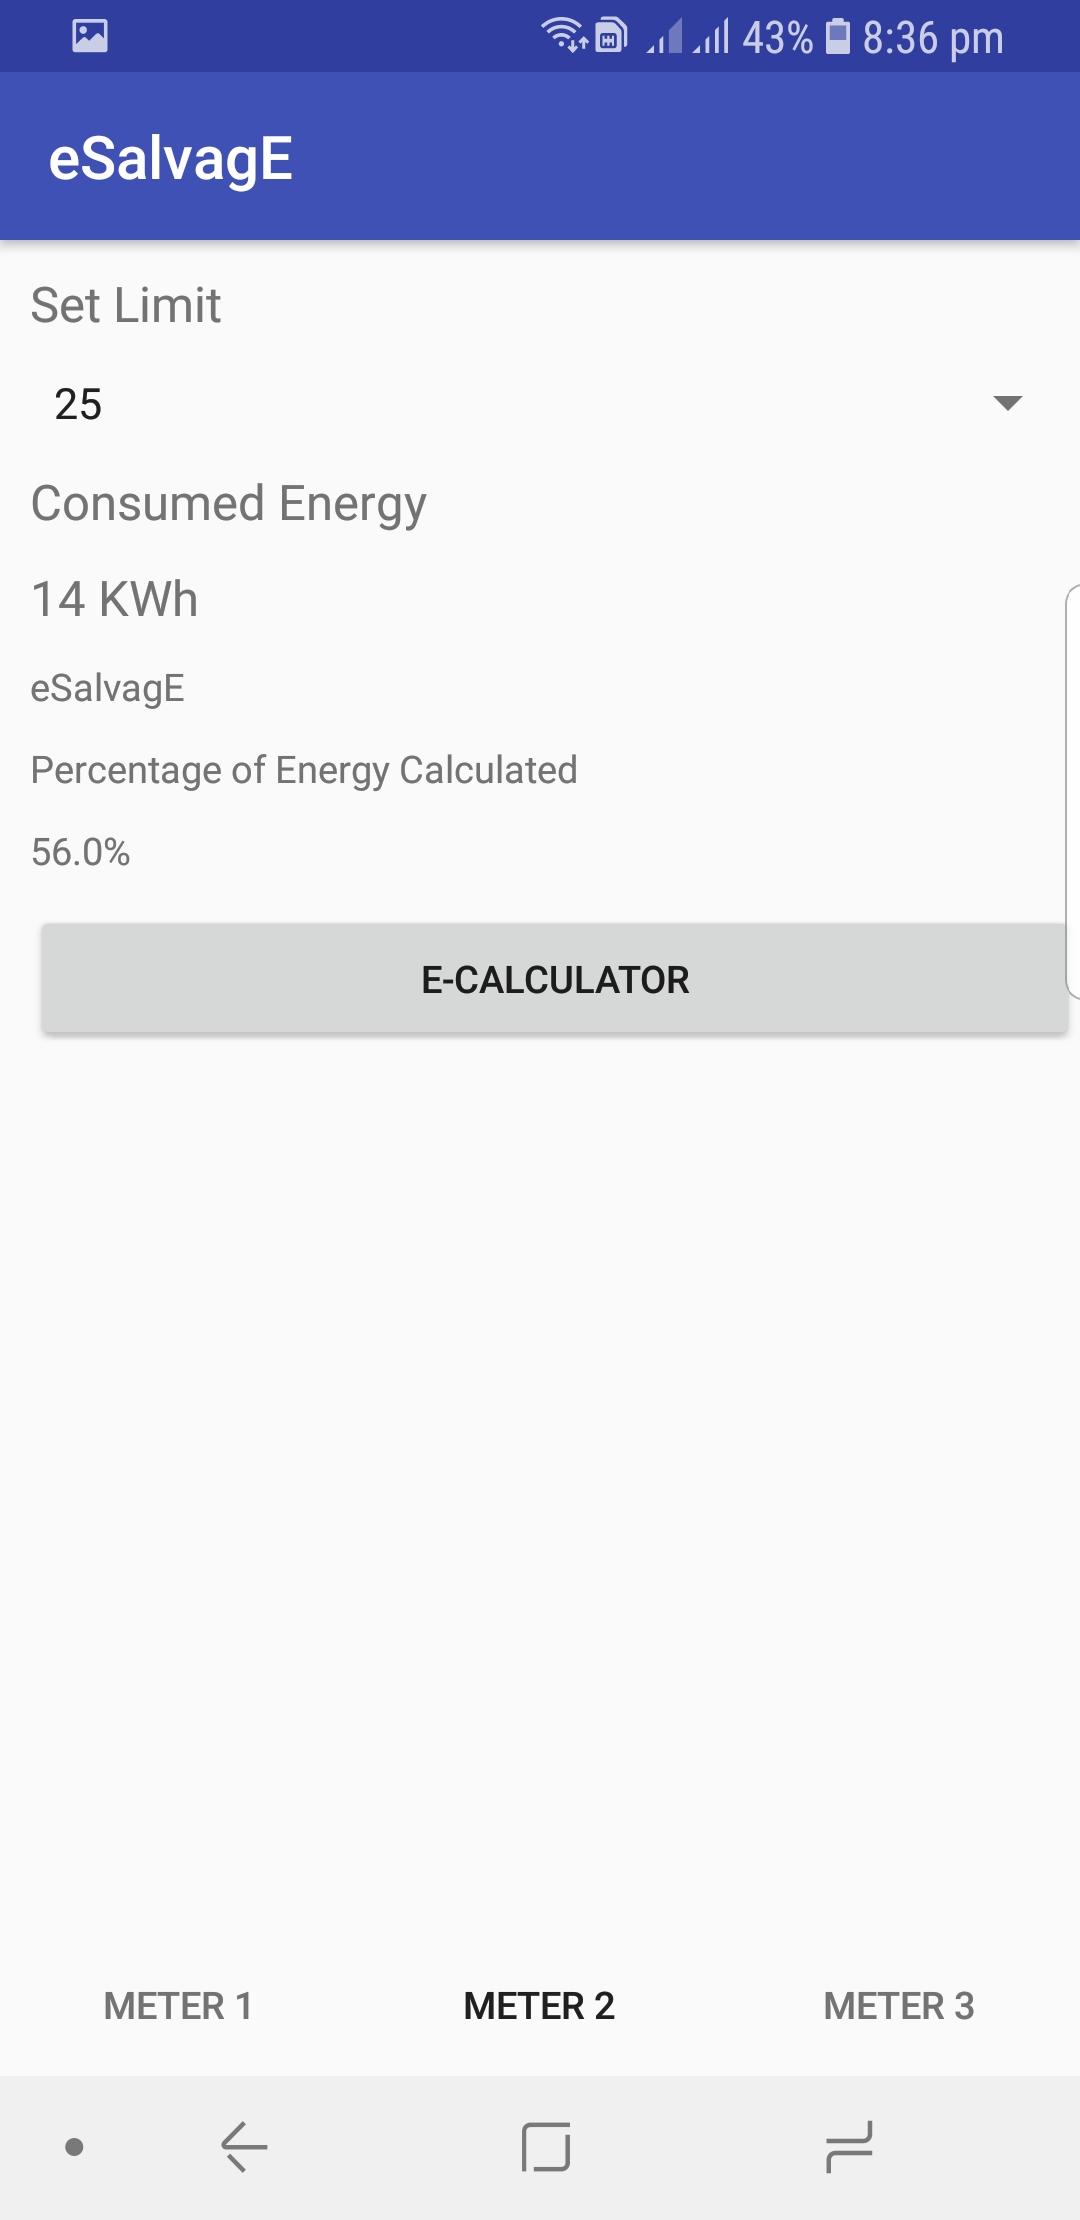 43% 8:36 pm
eSalvagE
Set Limit
25
Consumed Energy
14 KWh
eSalvagE
Percentage of Energy Calculated
56.0%
E-CALCULATOR
METER 1 METER 2 METER 3